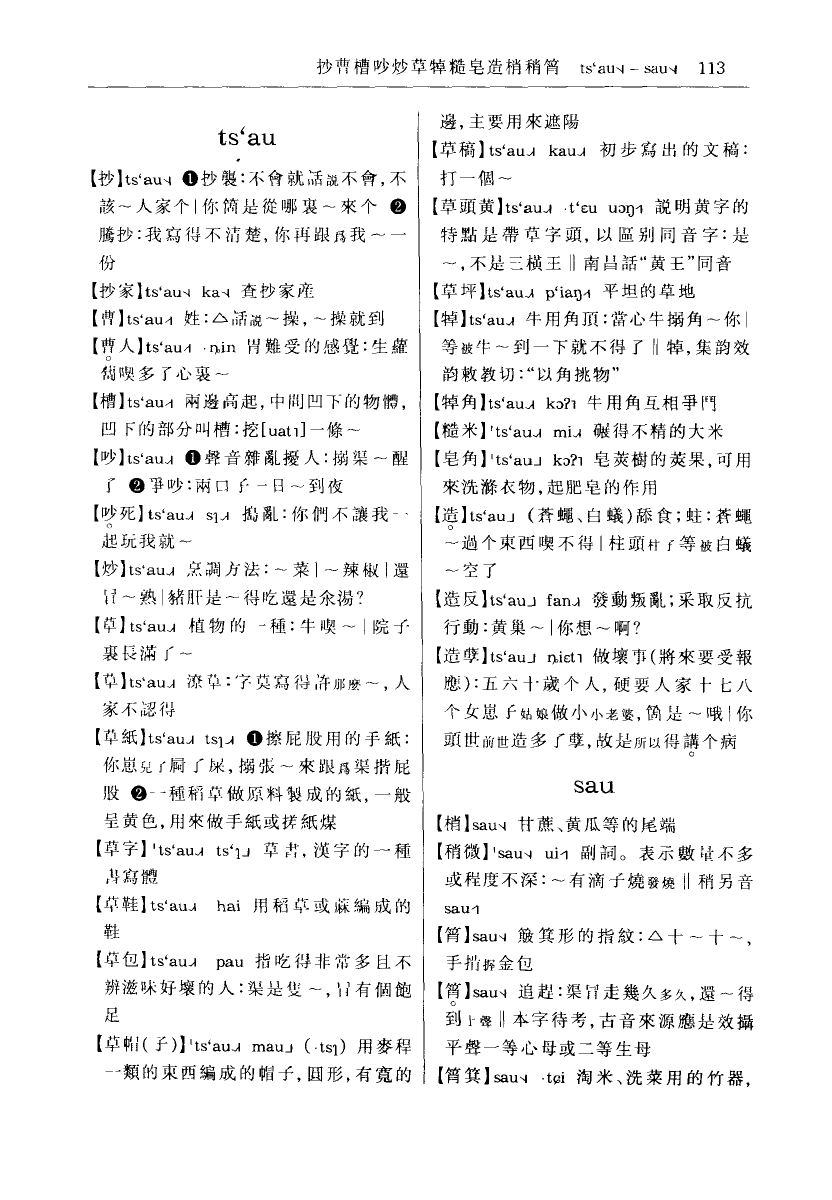 抄曹槽吵炒草㹌糙皂造梢稍筲 ts‘au˧˩ – sau˧˩ 113
ts‘au
【抄】ts‘au ❶抄襲：不會就話説不會，不
該～人家个|你箇是從哪裏～來个 ❷
騰抄：我寫得不清楚，你再跟爲我～一
份
【抄家】ts‘au ka 查抄家産
【曹】ts‘au 姓：△話説～操，～操就到
【曹人】ts‘au ·ȵin 胃難受的感覺：生蘿
蔔喫多了心裏～
【槽】ts‘au 兩邊高起，中間凹下的物體，
凹下的部分叫槽：挖[uat]一條～
【吵】ts‘au ❶聲音雜亂擾人：搦渠～醒
了 ❷爭吵：兩口子一日～到夜
【吵死】ts‘au sɿ 搗亂：你們不讓我一
起玩我就～
【炒】ts‘au 烹調方法：～菜|～辣椒|還
冇～熟|豬肝是～得吃還是汆湯？
【草】ts‘au 植物的一種：牛喫～|院子
裏長滿了～
【草】ts‘au 潦草：字莫寫得許那麽～，人
家不認得
【草紙】ts‘au tsɿ ❶擦屁股用的手紙：
你崽兒子屙了屎，搦張～來跟爲渠揩屁
股 ❷一種稻草做原料製成的紙，一般
呈黄色，用來做手紙或搓紙煤
【草字】'ts‘au ts‘ɿ 草書，漢字的一種
書寫體
【草鞋】ts‘au hai 用稻草或蔴編成的
鞋
【草包】ts‘au pau 指吃得非常多且不
辨滋味好壞的人：渠是隻～，冇有個飽
足
【草帽(子)】'ts‘au mau (·tsɿ) 用麥稈
一類的東西編成的帽子，圓形，有寬的
邊，主要用來遮陽
【草稿】ts‘au kau 初步寫出的文稿：
打一個～
【草頭黄】ts‘au ·t‘ɛu uɔŋ 説明黄字的
特點是帶草字頭，以區别同音字：是
～，不是三横王‖南昌話“黄王”同音
【草坪】ts‘au p‘iaŋ 平坦的草地
【㹌】ts‘au 牛用角頂：當心牛搦角～你|
等被牛～到一下就不得了‖㹌，集韵效
韵敕教切：“以角挑物”
【㹌角】ts‘au kɔʔ 牛用角互相爭鬥
【糙米】'ts‘au mi 碾得不精的大米
【皂角】'ts‘au kɔʔ 皂莢樹的莢果，可用
來洗滌衣物，起肥皂的作用
【造】ts‘au （蒼蠅、白蟻）舔食；蛀：蒼蠅
～過个東西喫不得|柱頭柱子等被白蟻
～空了
【造反】ts‘au fan 發動叛亂；采取反抗
行動：黄巢～|你想～啊？
【造孽】ts‘au ȵiɛt 做壞事（將來要受報
應）：五六十歲个人，硬要人家十七八
个女崽子姑娘做小小老婆，箇是～哦|你
頭世前世造多了孽，故是所以得講个病
sau
【梢】sau 甘蔗、黄瓜等的尾端
【稍微】'sau ui 副詞。表示數量不多
或程度不深：～有滴子燒發燒‖稍另音
sau
【筲】sau 簸箕形的指紋：△十～十～，
手捎握金包
【筲】sau 追趕：渠冇走幾久多久，還～得
到上聲‖本字待考，古音來源應是效攝
平聲一等心母或二等生母
【筲箕】sau ·tɕi 淘米、洗菜用的竹器，